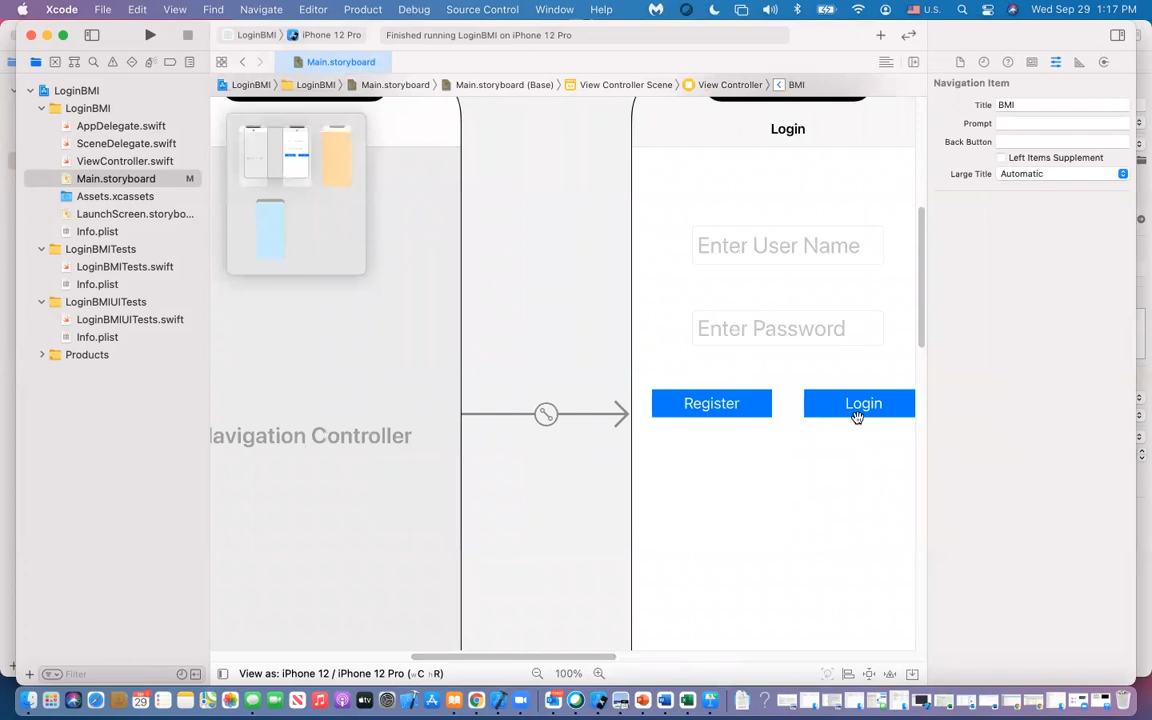 Xcode File Edit View Find Navigate Editor Product Debug Source Control Window Help U.S. Wed Sep 29 1:17 PM
LoginBMI iPhone 12 Pro Finished running LoginBMI on iPhone 12 Pro
Main.storyboard
LoginBMI
LoginBMI
AppDelegate.swift
SceneDelegate.swift
ViewController.swift
Main.storyboard M
Assets.xcassets
LaunchScreen.storybo...
Info.plist
LoginBMITests
LoginBMITests.swift
Info.plist
LoginBMIUITests
LoginBMIUITests.swift
Info.plist
Products
Filter
LoginBMI LoginBMI Main.storyboard Main.storyboard (Base) View Controller Scene View Controller BMI
Login
Enter User Name
Enter Password
Register Login
avigation Controller
View as: iPhone 12 / iPhone 12 Pro (wC hR) 100%
Navigation Item
Title BMI
Prompt
Back Button
Left Items Supplement
Large Title Automatic
29